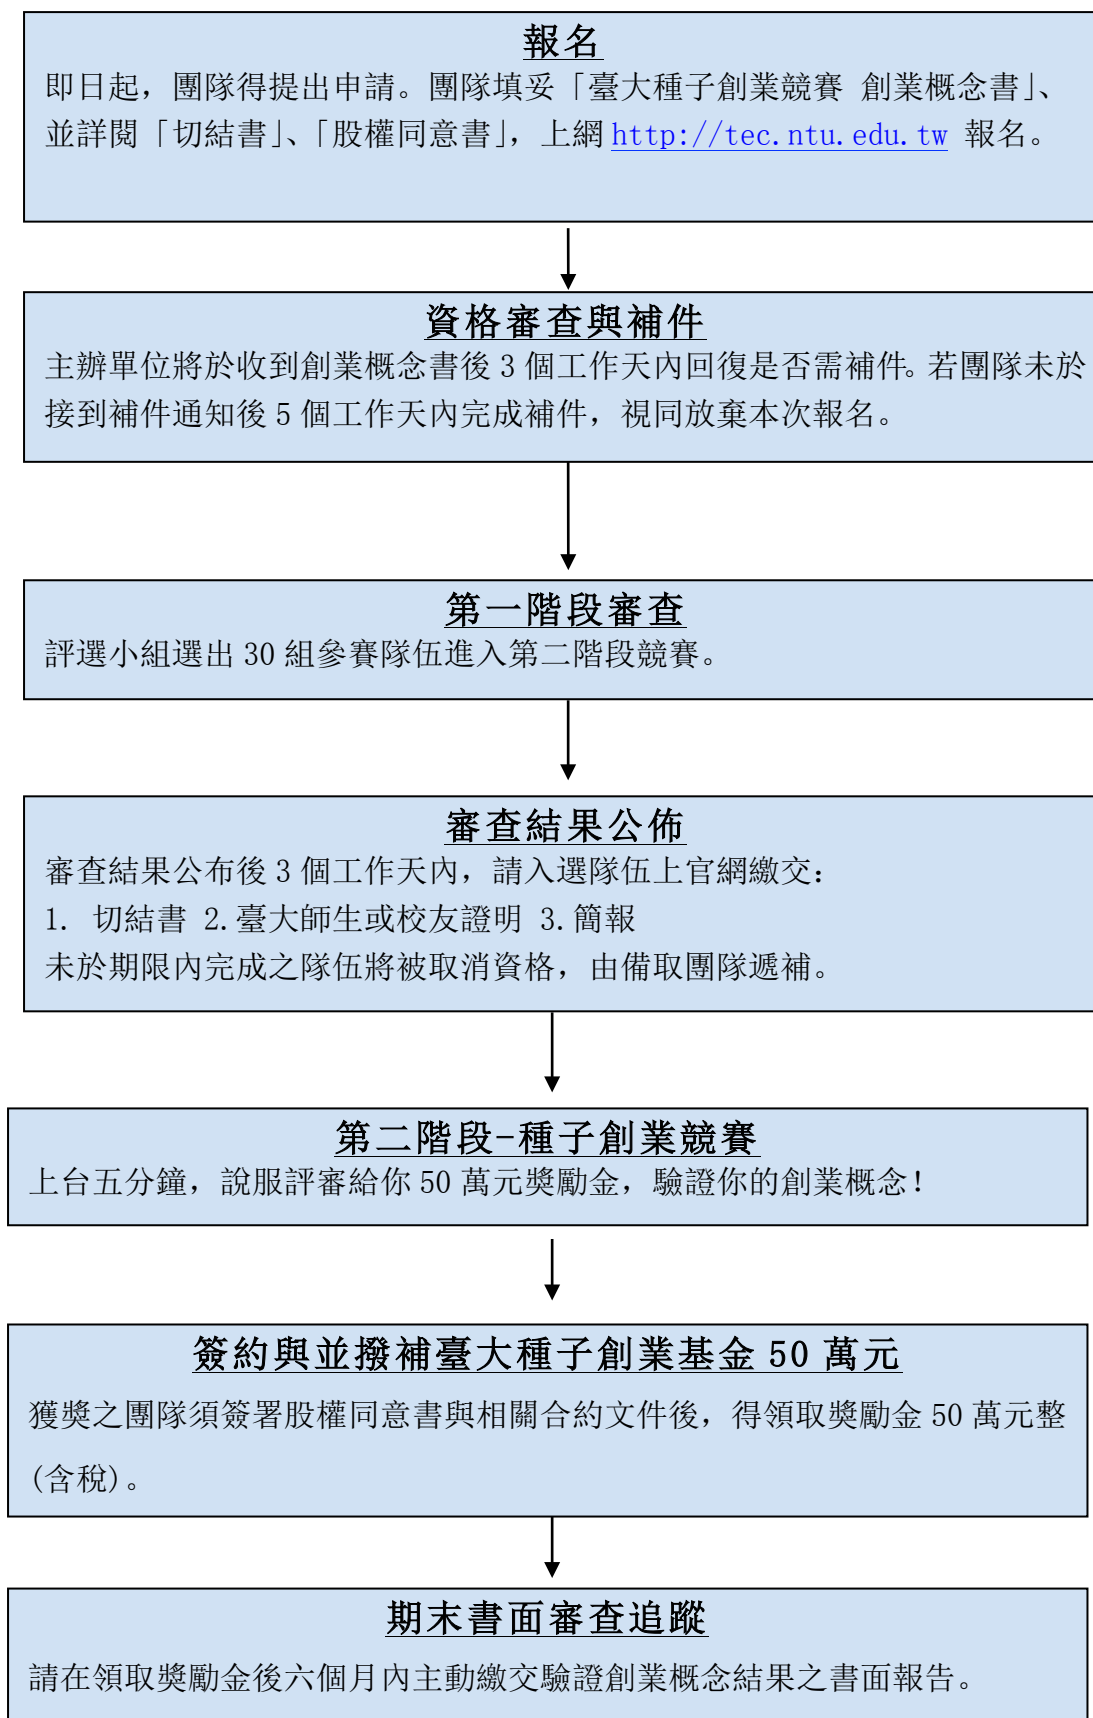 報名
即日起，團隊得提出申請。團隊填妥「臺大種子創業競賽 創業概念書」、
並詳閱「切結書」、「股權同意書」，上網 http://tec.ntu.edu.tw 報名。
資格審查與補件
主辦單位將於收到創業概念書後 3 個工作天內回復是否需補件。若團隊未於
接到補件通知後 5 個工作天內完成補件，視同放棄本次報名。
第一階段審查
評選小組選出 30 組參賽隊伍進入第二階段競賽。
審查結果公佈
審查結果公布後 3 個工作天內，請入選隊伍上官網繳交：
1. 切結書 2.臺大師生或校友證明 3.簡報
未於期限內完成之隊伍將被取消資格，由備取團隊遞補。
第二階段-種子創業競賽
上台五分鐘，說服評審給你 50 萬元獎勵金，驗證你的創業概念！
簽約與並撥補臺大種子創業基金 50 萬元
獲獎之團隊須簽署股權同意書與相關合約文件後，得領取獎勵金 50 萬元整
(含稅)。
期末書面審查追蹤
請在領取獎勵金後六個月內主動繳交驗證創業概念結果之書面報告。